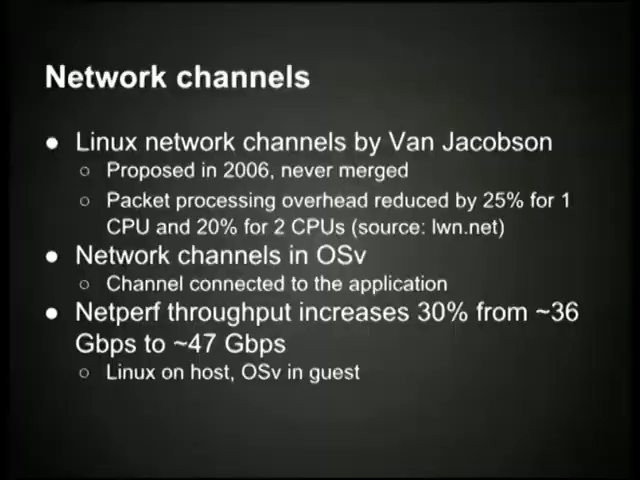 Network channels
● Linux network channels by Van Jacobson
○ Proposed in 2006, never merged
○ Packet processing overhead reduced by 25% for 1
CPU and 20% for 2 CPUs (source: lwn.net)
● Network channels in OSv
○ Channel connected to the application
● Netperf throughput increases 30% from ~36
Gbps to ~47 Gbps
○ Linux on host, OSv in guest